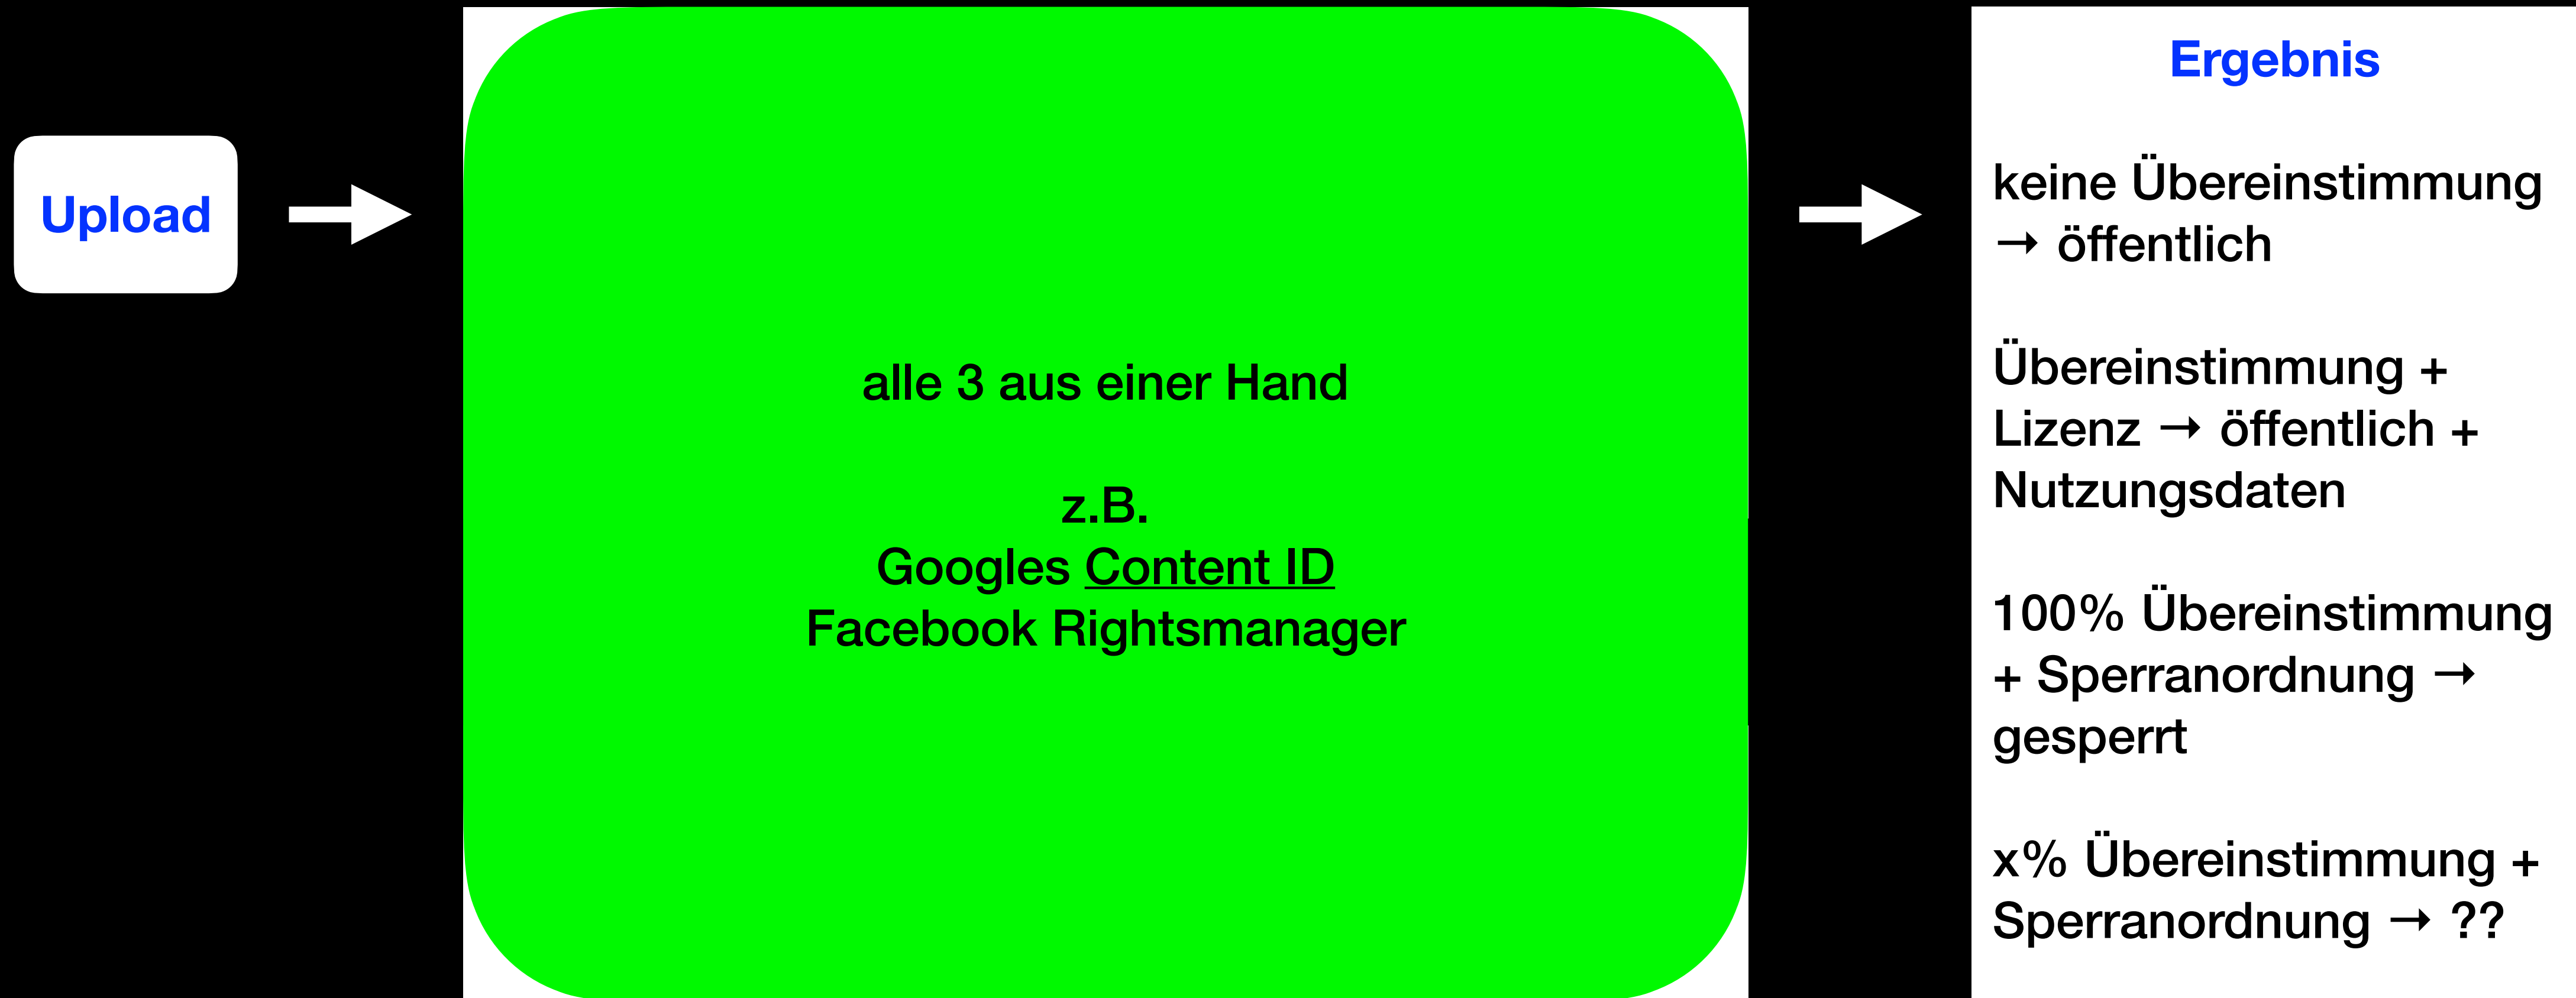 Upload
alle 3 aus einer Hand
z.B.
Googles Content ID
Facebook Rightsmanager
Ergebnis
keine Übereinstimmung
→ öffentlich
Übereinstimmung +
Lizenz → öffentlich +
Nutzungsdaten
100% Übereinstimmung
+ Sperranordnung →
gesperrt
x% Übereinstimmung +
Sperranordnung → ??